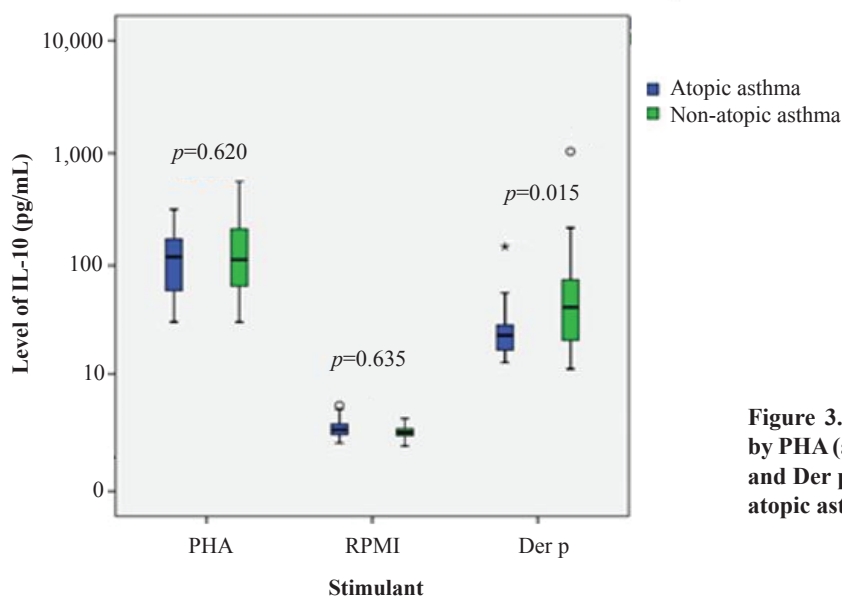 10,000
1,000
100
10
0
Level of IL-10 (pg/mL)
p=0.620
p=0.635
p=0.015
PHA
RPMI
Der p
Stimulant
Atopic asthma
Non-atopic asthma
Figure 3.
by PHA (
and Der p
atopic ast